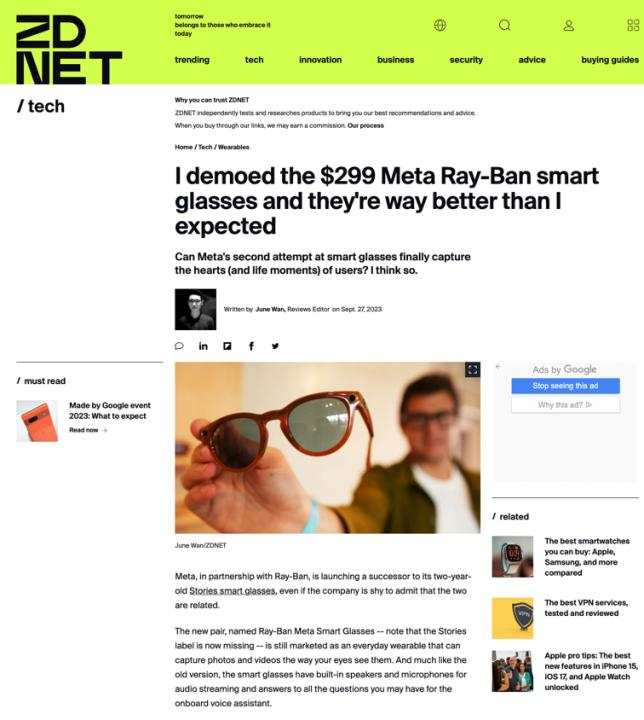 ZD
NET
tomorrow
belongs to those who embrace it
today
trending tech innovation business security advice buying guides
/ tech
Why you can trust ZDNET
ZDNET independently tests and researches products to bring you our best recommendations and advice.
When you buy through our links, we may earn a commission. Our process
Home / Tech / Wearables
I demoed the $299 Meta Ray-Ban smart
glasses and they're way better than I
expected
Can Meta's second attempt at smart glasses finally capture
the hearts (and life moments) of users? I think so.
Written by June Wan, Reviews Editor on Sept. 27, 2023
/ must read
Made by Google event
2023: What to expect
Read now →
June Wan/ZDNET
Meta, in partnership with Ray-Ban, is launching a successor to its two-year-
old Stories smart glasses, even if the company is shy to admit that the two
are related.
The new pair, named Ray-Ban Meta Smart Glasses -- note that the Stories
label is now missing -- is still marketed as an everyday wearable that can
capture photos and videos the way your eyes see them. And much like the
old version, the smart glasses have built-in speakers and microphones for
audio streaming and answers to all the questions you may have for the
onboard voice assistant.
Ads by Google
Stop seeing this ad
Why this ad?
/ related
The best smartwatches
you can buy: Apple,
Samsung, and more
compared
VPN
The best VPN services,
tested and reviewed
Apple pro tips: The best
new features in iPhone 15,
iOS 17, and Apple Watch
unlocked